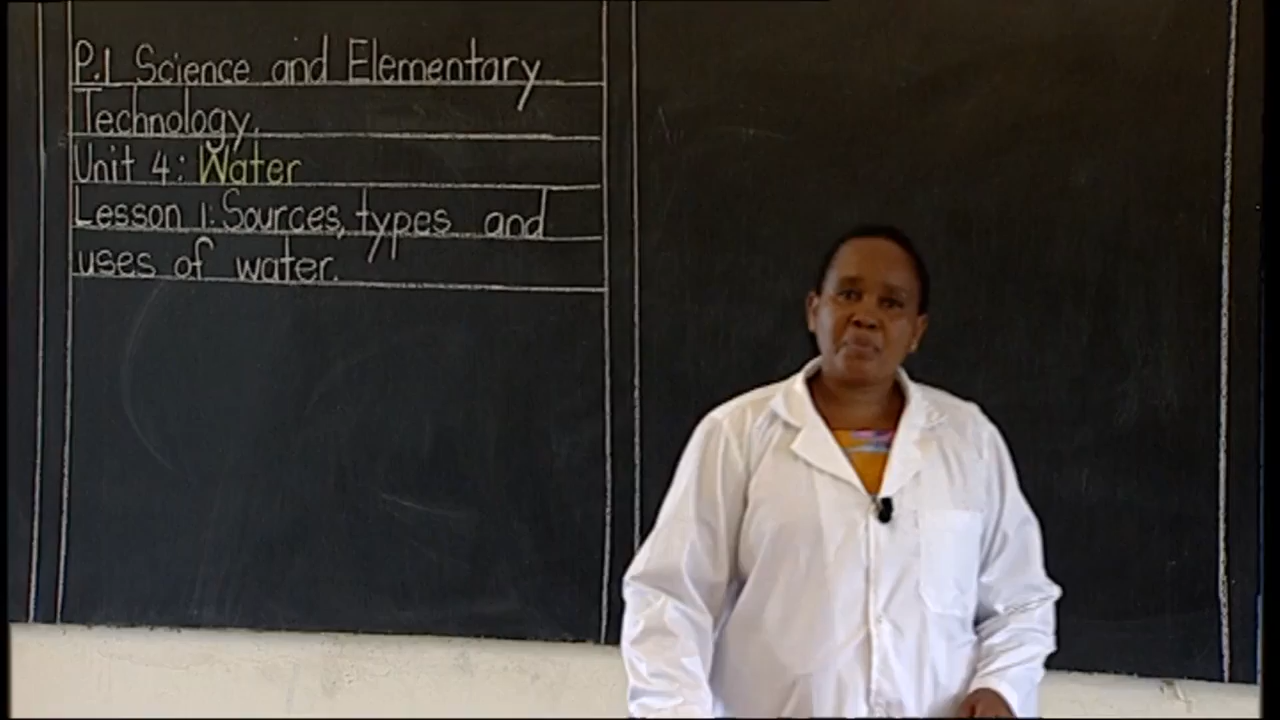 P.1 Science and Elementary
Technology.
Unit 4: Water
Lesson 1: Sources, types and
uses of water.